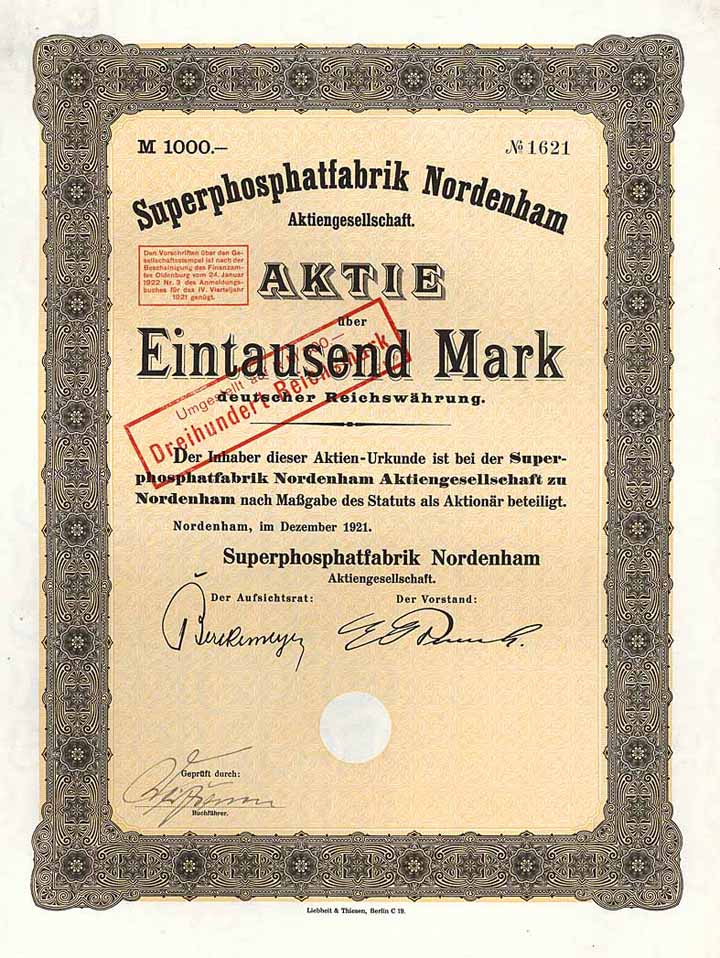 M 1000.—
№ 1621
Superphosphatfabrik Nordenham
Aktiengesellschaft.
Den Vorschriften über den Ge-
sellschaftsstempel ist nach der
Bescheinigung des Finanzam-
tes Oldenburg vom 24. Januar
1922 Nr. 3 des Anmeldungs-
buches für das IV. Vierteljahr
1921 genügt.
AKTIE
über
Eintausend Mark
deutscher Reichswährung.
Umgestellt auf
Dreihundert Reichsmark
Der Inhaber dieser Aktien-Urkunde ist bei der Super-
phosphatfabrik Nordenham Aktiengesellschaft zu
Nordenham nach Maßgabe des Statuts als Aktionär beteiligt.
Nordenham, im Dezember 1921.
Superphosphatfabrik Nordenham
Aktiengesellschaft.
Der Aufsichtsrat:
Der Vorstand:
Berckemeyer
Geprüft durch:
Buchführer.
Liebheit & Thiesen, Berlin C 19.